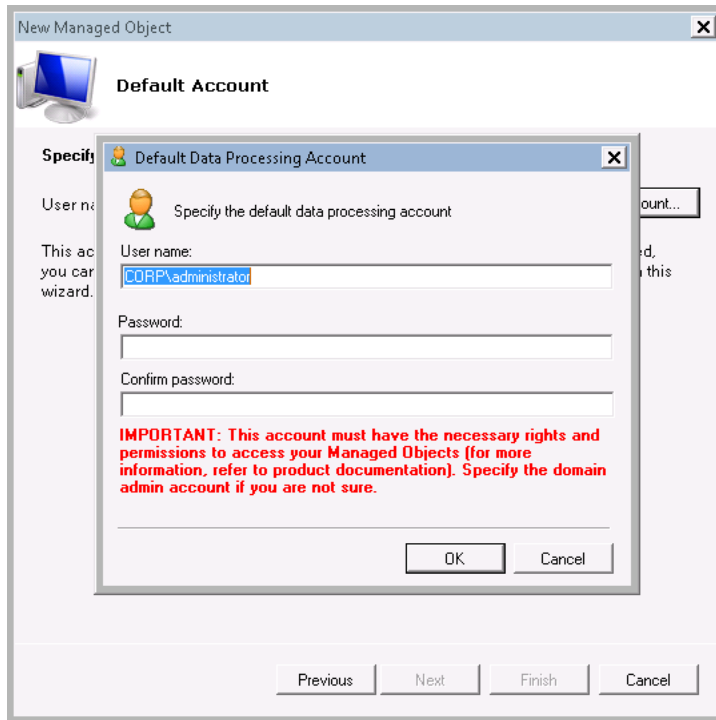 New Managed Object
Default Account
Specify
Default Data Processing Account
User na
Specify the default data processing account
ount...
This ac
ed,
you can
this
wizard.
User name:
CORP\administrator
Password:
Confirm password:
IMPORTANT: This account must have the necessary rights and
permissions to access your Managed Objects (for more
information, refer to product documentation). Specify the domain
admin account if you are not sure.
OK Cancel
Previous Next Finish Cancel